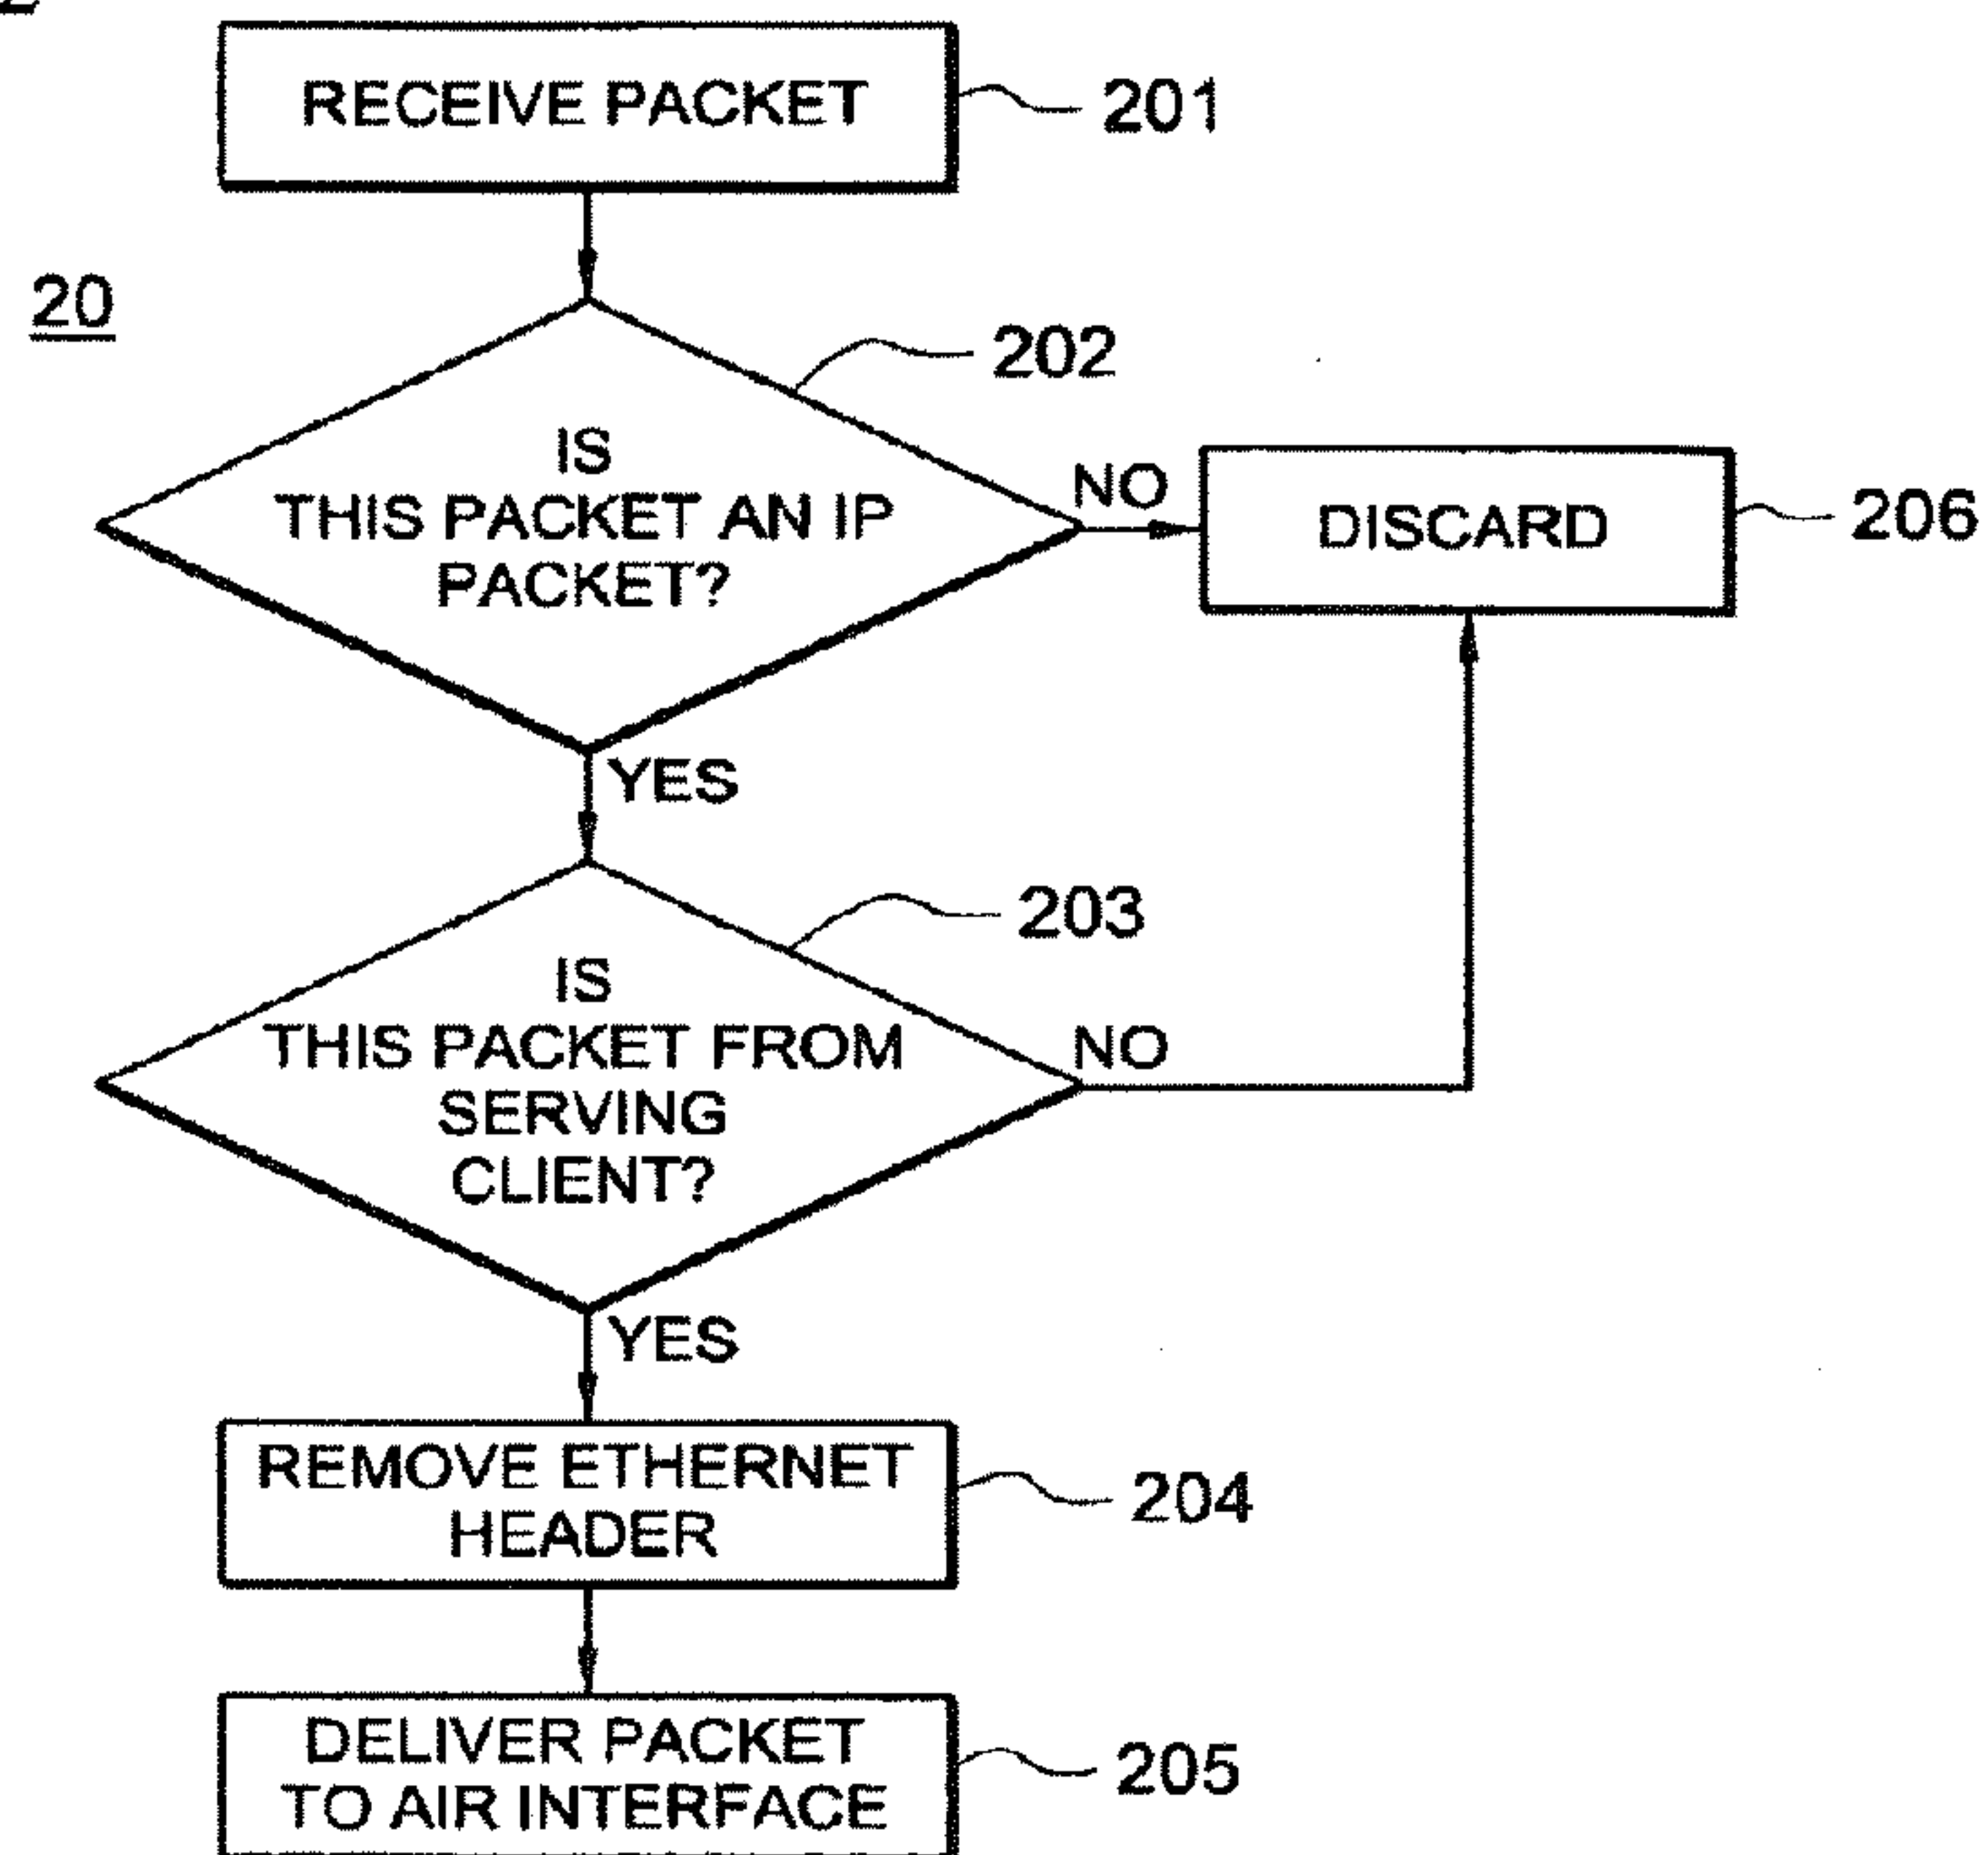 RECEIVE PACKET
201
20
202
IS
THIS PACKET AN IP
PACKET?
NO
DISCARD
206
YES
203
IS
THIS PACKET FROM
SERVING
CLIENT?
NO
YES
REMOVE ETHERNET
HEADER
204
DELIVER PACKET
TO AIR INTERFACE
205